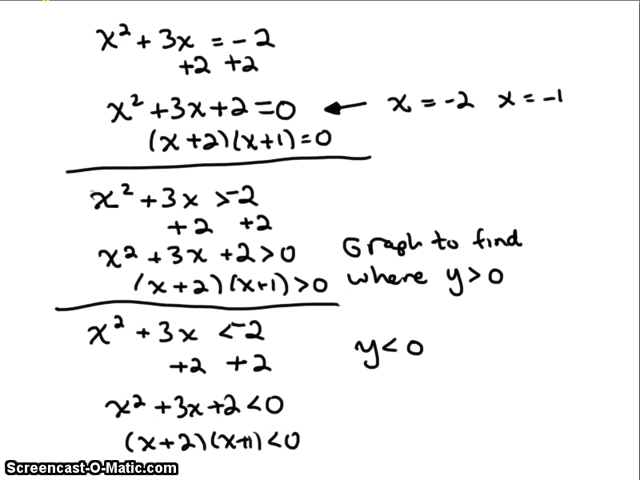 x² + 3x = -2
+2 +2
x² + 3x + 2 = 0 ← x = -2 x = -1
(x + 2)(x + 1) = 0
x² + 3x > -2
+2 +2
x² + 3x + 2 > 0
Graph to find
(x + 2)(x + 1) > 0
where y > 0
x² + 3x < -2
+2 +2
y < 0
x² + 3x + 2 < 0
(x + 2)(x + 1) < 0
Screencast-O-Matic.com